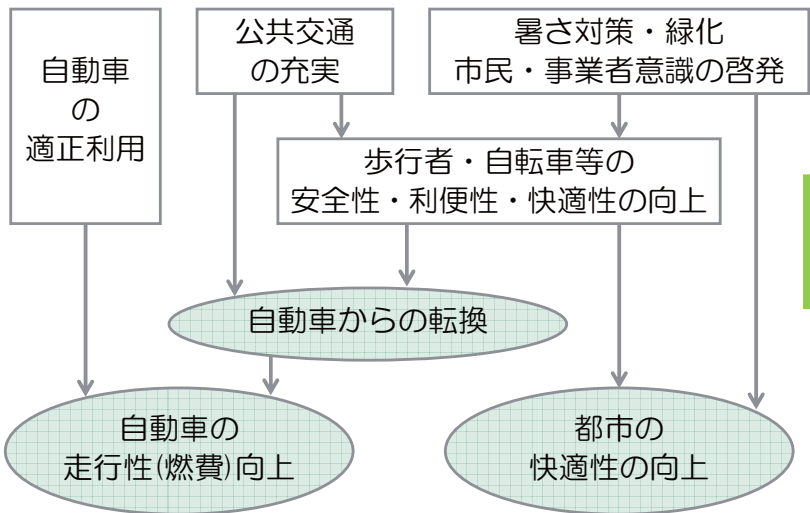 自動車
の
適正利用
公共交通
の充実
暑さ対策・緑化
市民・事業者意識の啓発
歩行者・自転車等の
安全性・利便性・快適性の向上
自動車からの転換
自動車の
走行性(燃費)向上
都市の
快適性の向上